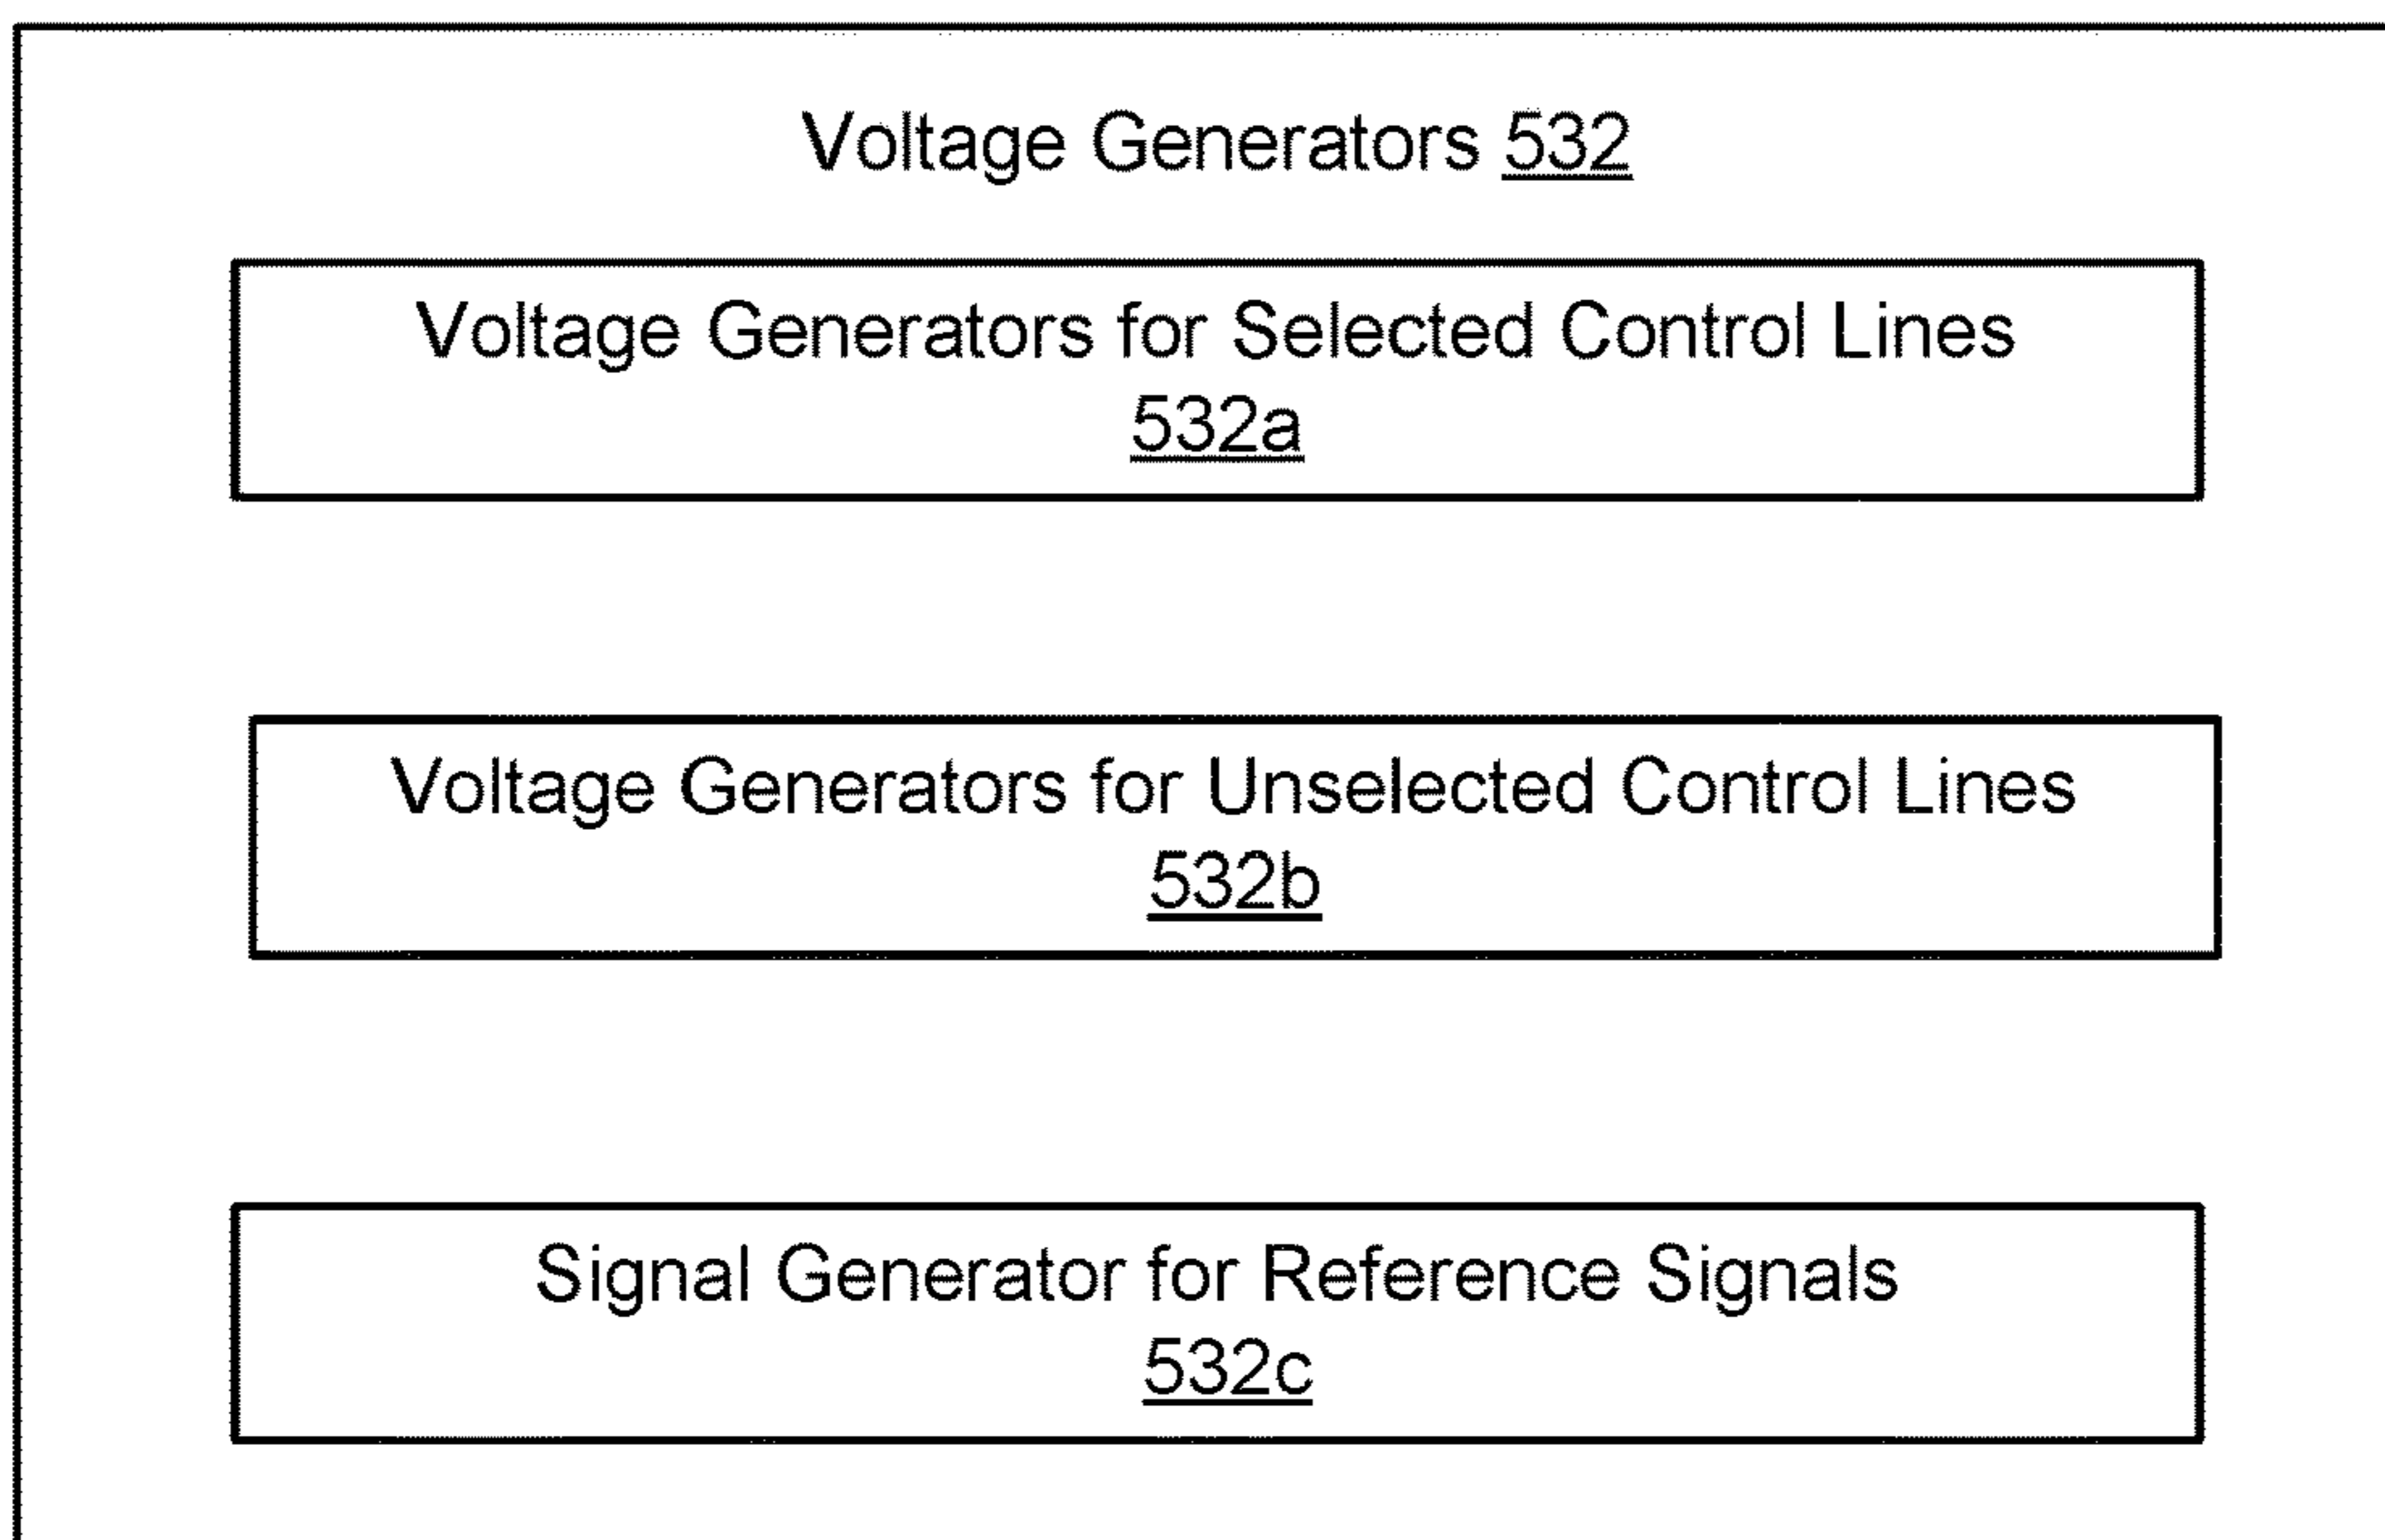 Voltage Generators 532
Voltage Generators for Selected Control Lines
532a
Voltage Generators for Unselected Control Lines
532b
Signal Generator for Reference Signals
532c